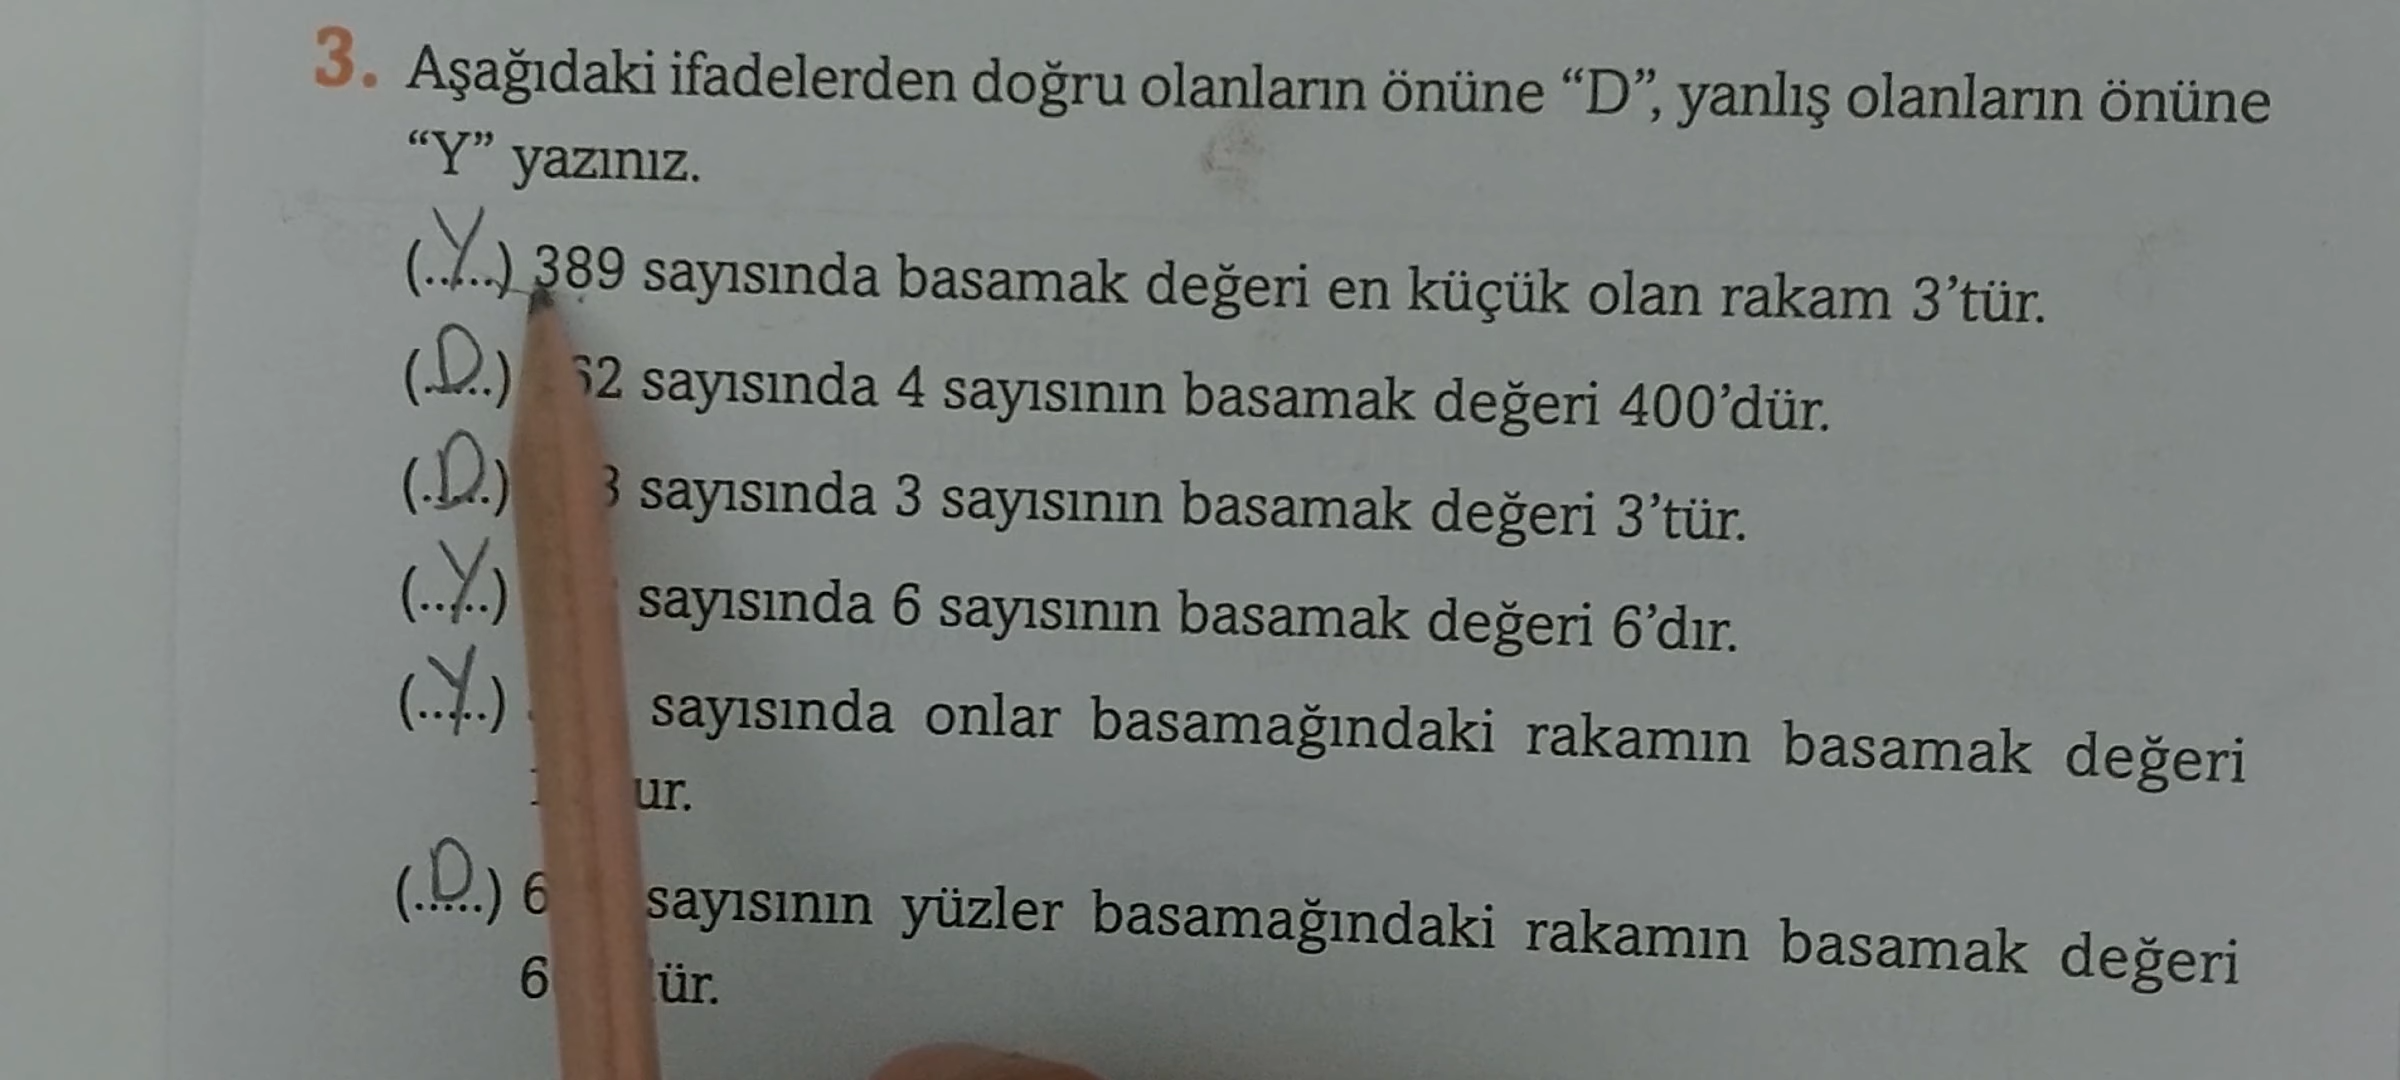 3. Aşağıdaki ifadelerden doğru olanların önüne “D”, yanlış olanların önüne
“Y” yazınız.
(..Y..) 389 sayısında basamak değeri en küçük olan rakam 3’tür.
(..D..) 62 sayısında 4 sayısının basamak değeri 400’dür.
(..D..) 3 sayısında 3 sayısının basamak değeri 3’tür.
(..Y..) sayısında 6 sayısının basamak değeri 6’dır.
(..Y..) sayısında onlar basamağındaki rakamın basamak değeri
ur.
(..D..) 6 sayısının yüzler basamağındaki rakamın basamak değeri
6 ür.